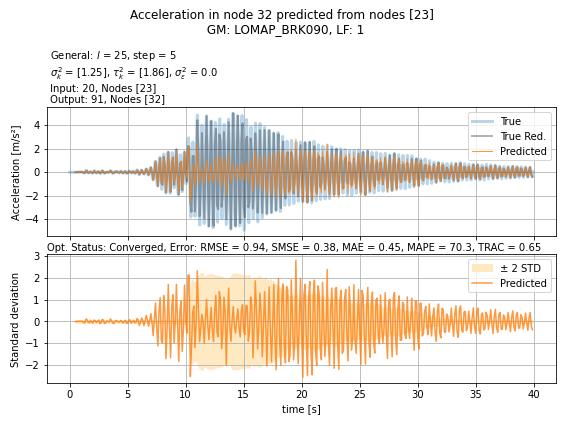 Acceleration in node 32 predicted from nodes [23]
GM: LOMAP_BRK090, LF: 1
General: l = 25, step = 5
σ²ₖ = [1.25], τ²ₖ = [1.86], σ²ε = 0.0
Input: 20, Nodes [23]
Output: 91, Nodes [32]
Acceleration [m/s²]
4
2
0
−2
−4
True
True Red.
Predicted
Opt. Status: Converged, Error: RMSE = 0.94, SMSE = 0.38, MAE = 0.45, MAPE = 70.3, TRAC = 0.65
Standard deviation
3
2
1
0
−1
−2
± 2 STD
Predicted
0 5 10 15 20 25 30 35 40
time [s]